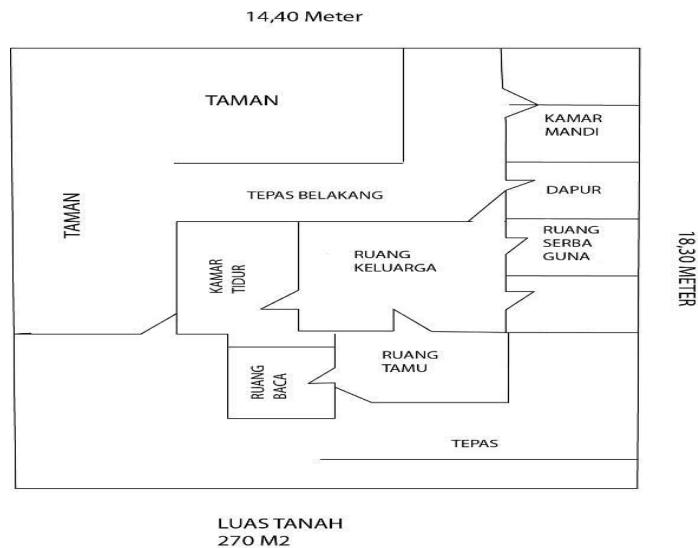 14,40 Meter
TAMAN
KAMAR
MANDI
TEPAS BELAKANG
DAPUR
TAMAN
RUANG
SERBA
GUNA
KAMAR
TIDUR
RUANG
KELUARGA
18,30 METER
RUANG
BACA
RUANG
TAMU
TEPAS
LUAS TANAH
270 M2